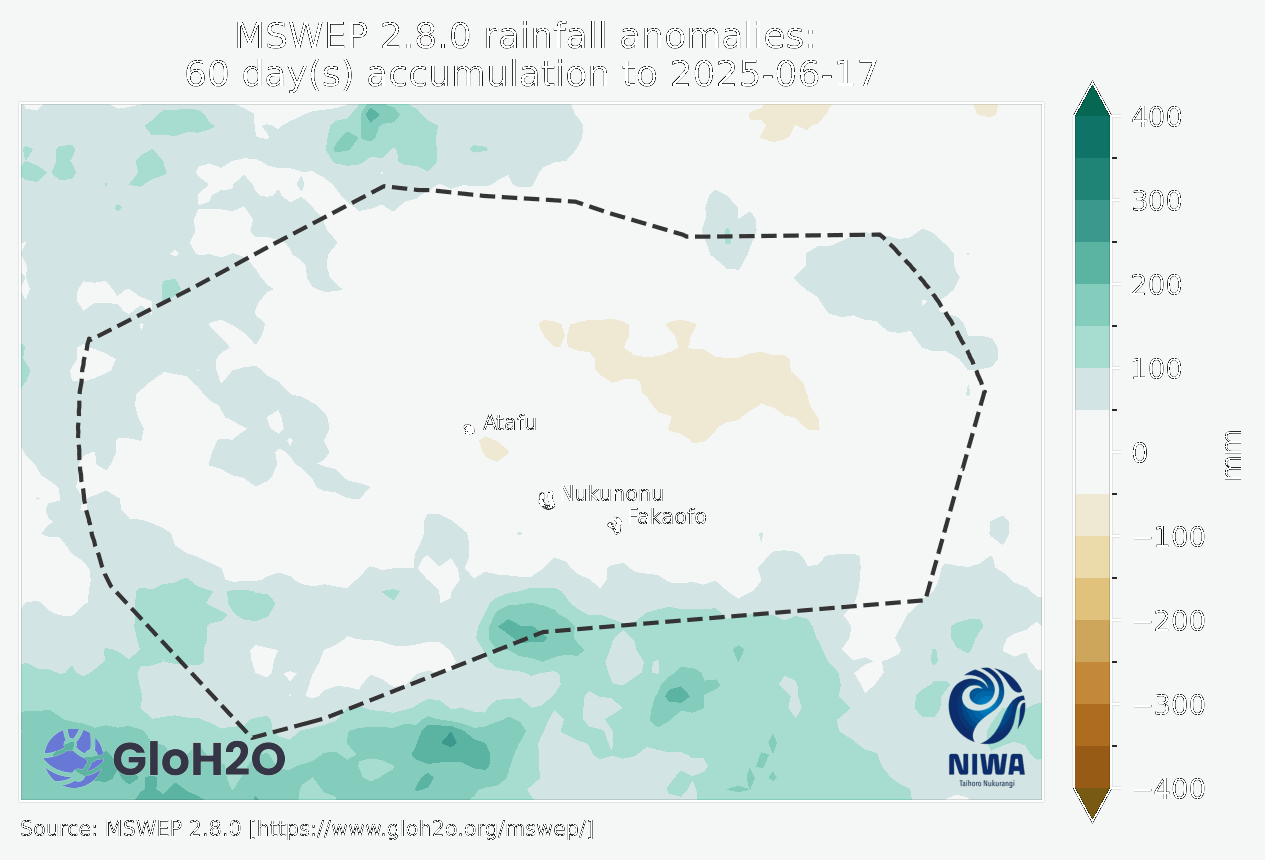 MSWEP 2.8.0 rainfall anomalies:
60 day(s) accumulation to 2025-06-17
400
300
200
100
0
−100
−200
−300
−400
mm
Atafu
Nukunonu
Fakaofo
GloH2O
NIWA
Taihoro Nukurangi
Source: MSWEP 2.8.0 [https://www.gloh2o.org/mswep/]